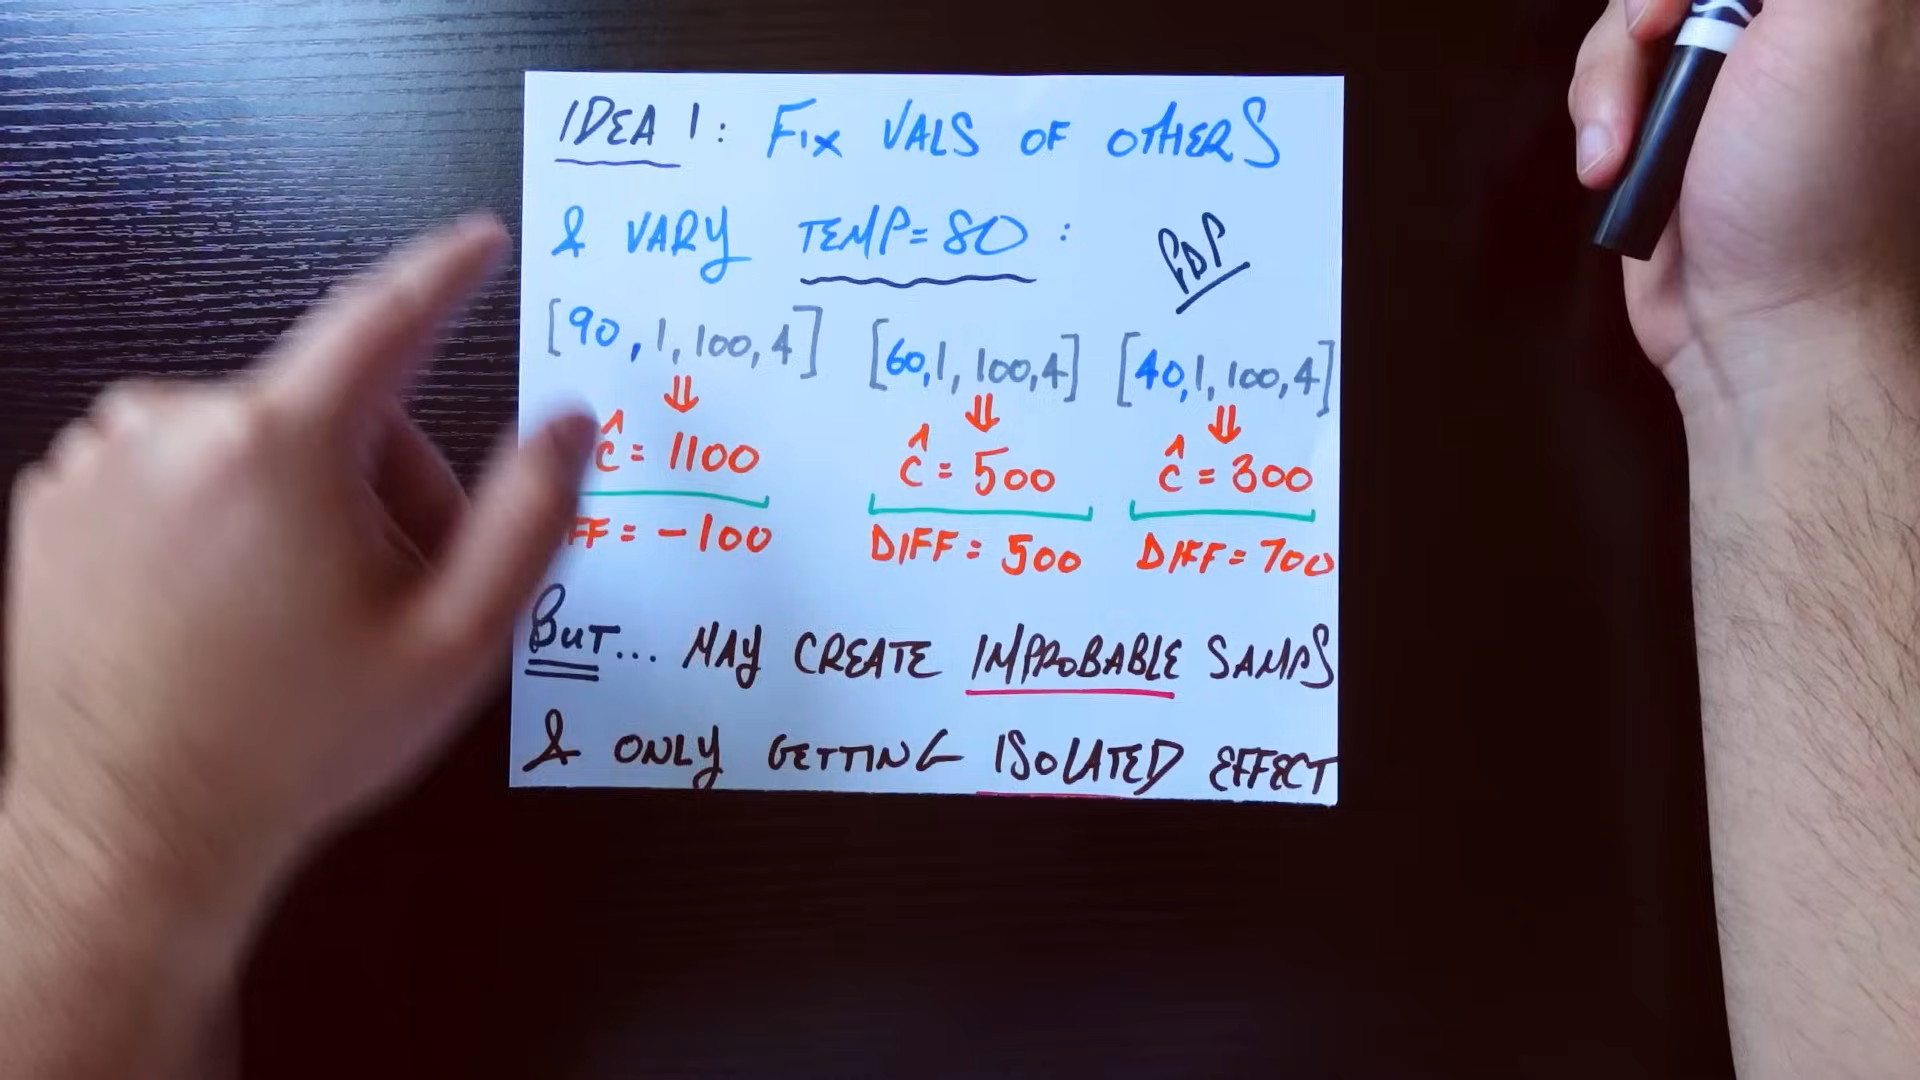 IDEA 1: FIX VALS OF OTHERS
& VARY TEMP=80: PDP
[90, 1, 100, 4] [60, 1, 100, 4] [40, 1, 100, 4]
⇓ ⇓ ⇓
ĉ = 1100 ĉ = 500 ĉ = 300
FF = -100 DIFF = 500 DIFF = 700
BUT... MAY CREATE IMPROBABLE SAMPS
& ONLY GETTING ISOLATED EFFECT